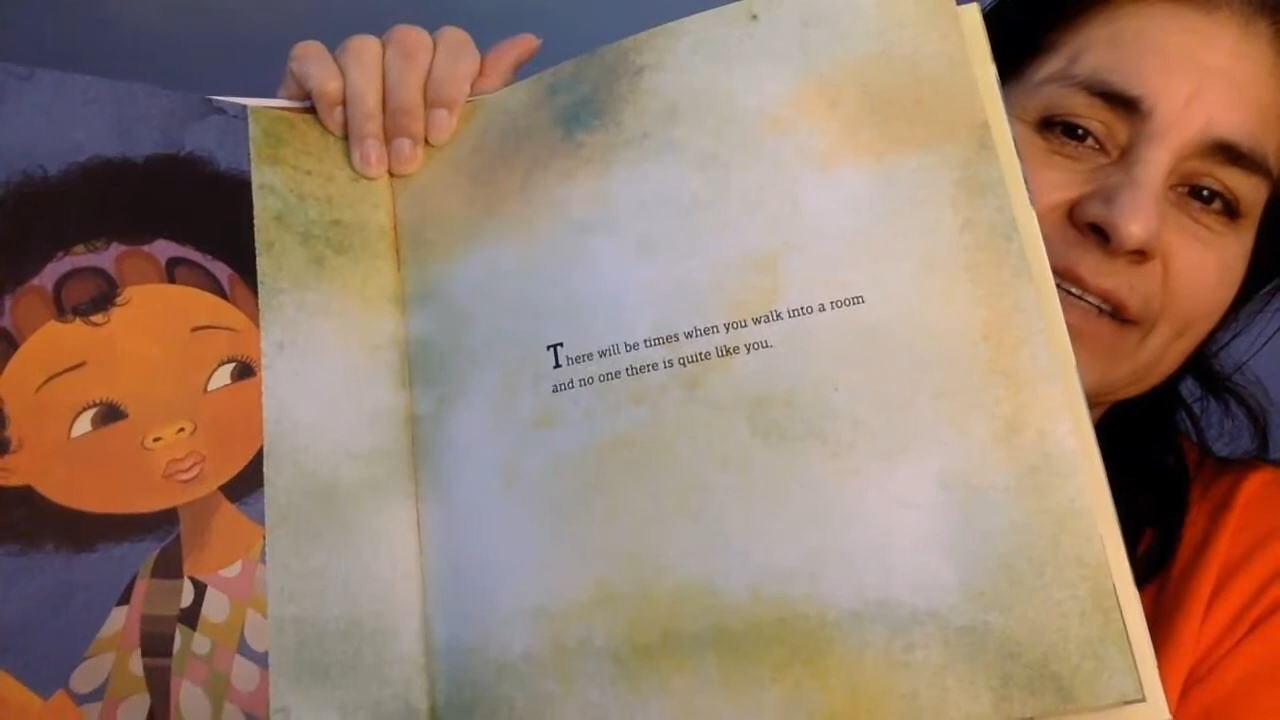 There will be times when you walk into a room
and no one there is quite like you.